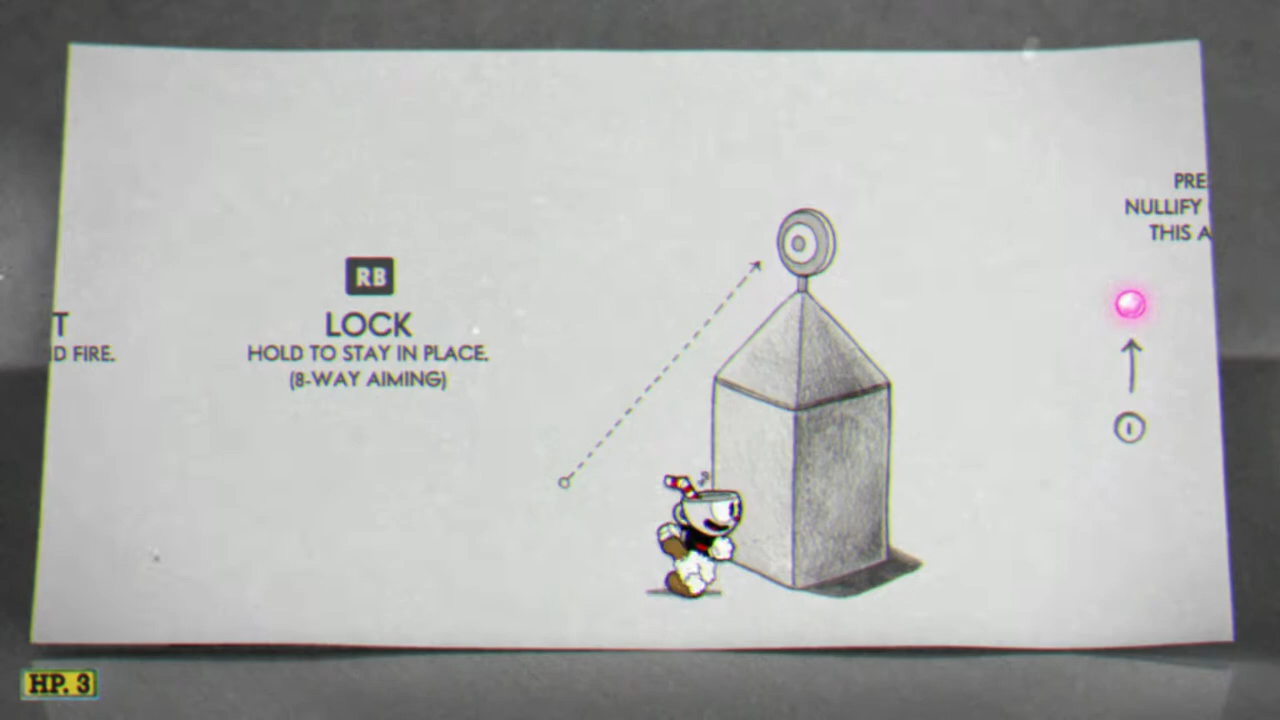 T
D FIRE.
RB
LOCK
HOLD TO STAY IN PLACE.
(8-WAY AIMING)
PRE
NULLIFY
THIS A
HP. 3